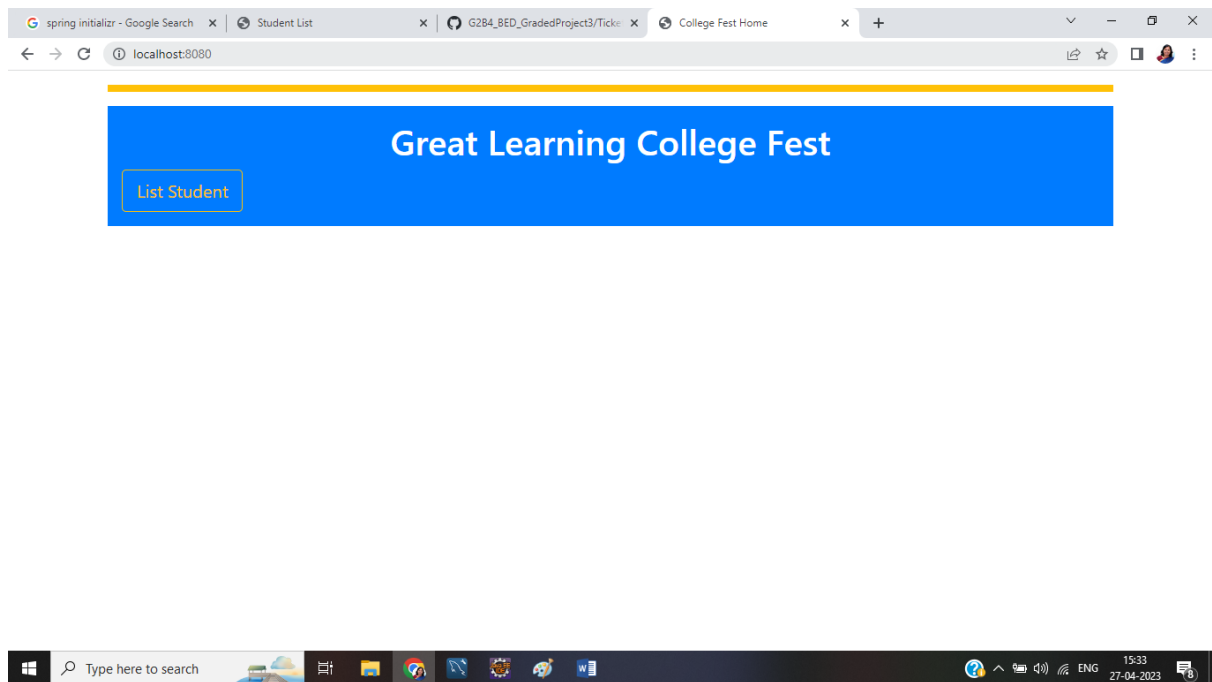 spring initializr - Google Search
Student List
G2B4_BED_GradedProject3/Ticke
College Fest Home
localhost:8080
Great Learning College Fest
List Student
Type here to search
ENG
15:33
27-04-2023
8